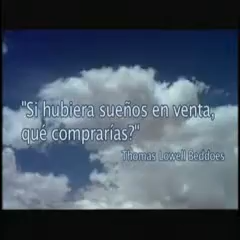 "Si hubiera sueños en venta,
qué comprarías?"
Thomas Lowell Beddoes